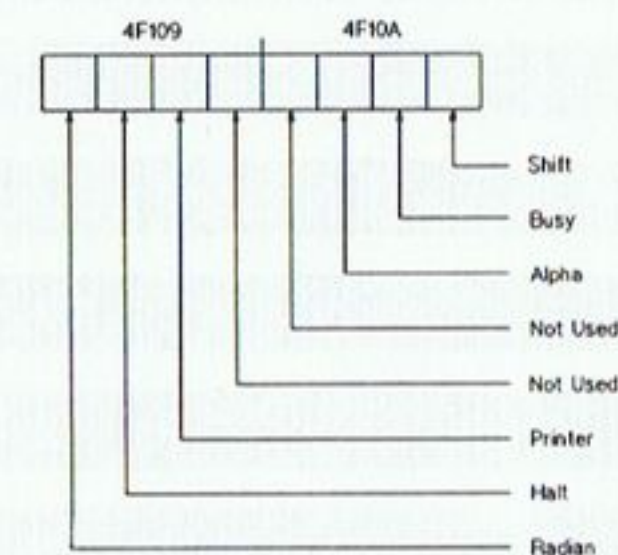 4F109 4F10A
Shift
Busy
Alpha
Not Used
Not Used
Printer
Halt
Radian